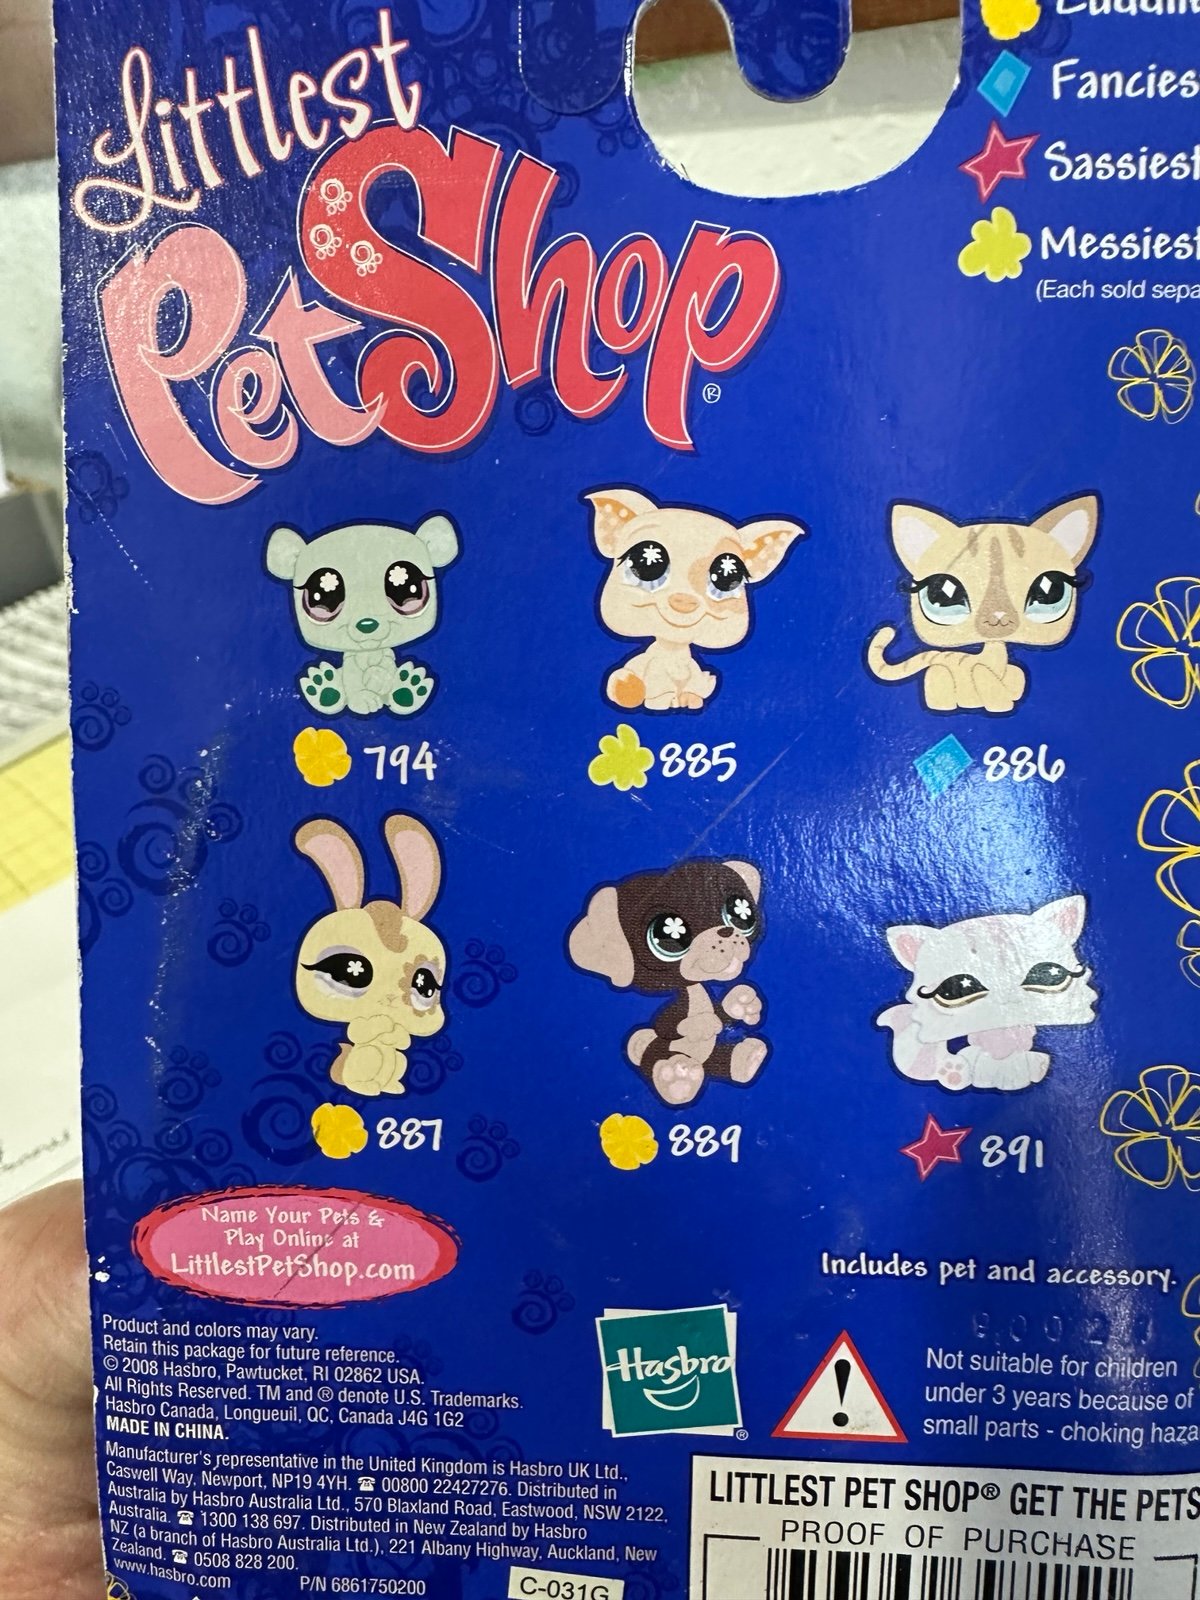 Littlest
PetShop®
Fancies
Sassiest
Messiest
(Each sold sepa
794
885
886
887
889
891
Name Your Pets &
Play Online at
LittlestPetShop.com
Includes pet and accessory.
Product and colors may vary.
Retain this package for future reference.
© 2008 Hasbro, Pawtucket, RI 02862 USA.
All Rights Reserved. TM and ® denote U.S. Trademarks.
Hasbro Canada, Longueuil, QC, Canada J4G 1G2
MADE IN CHINA.
Manufacturer's representative in the United Kingdom is Hasbro UK Ltd.,
Caswell Way, Newport, NP19 4YH. ☎ 00800 22427276. Distributed in
Australia by Hasbro Australia Ltd., 570 Blaxland Road, Eastwood, NSW 2122,
Australia. ☎ 1300 138 697. Distributed in New Zealand by Hasbro
NZ (a branch of Hasbro Australia Ltd.), 221 Albany Highway, Auckland, New
Zealand. ☎ 0508 828 200.
www.hasbro.com P/N 6861750200
C-031G
Hasbro®
Not suitable for children
under 3 years because of
small parts - choking haza
LITTLEST PET SHOP® GET THE PETS
PROOF OF PURCHASE